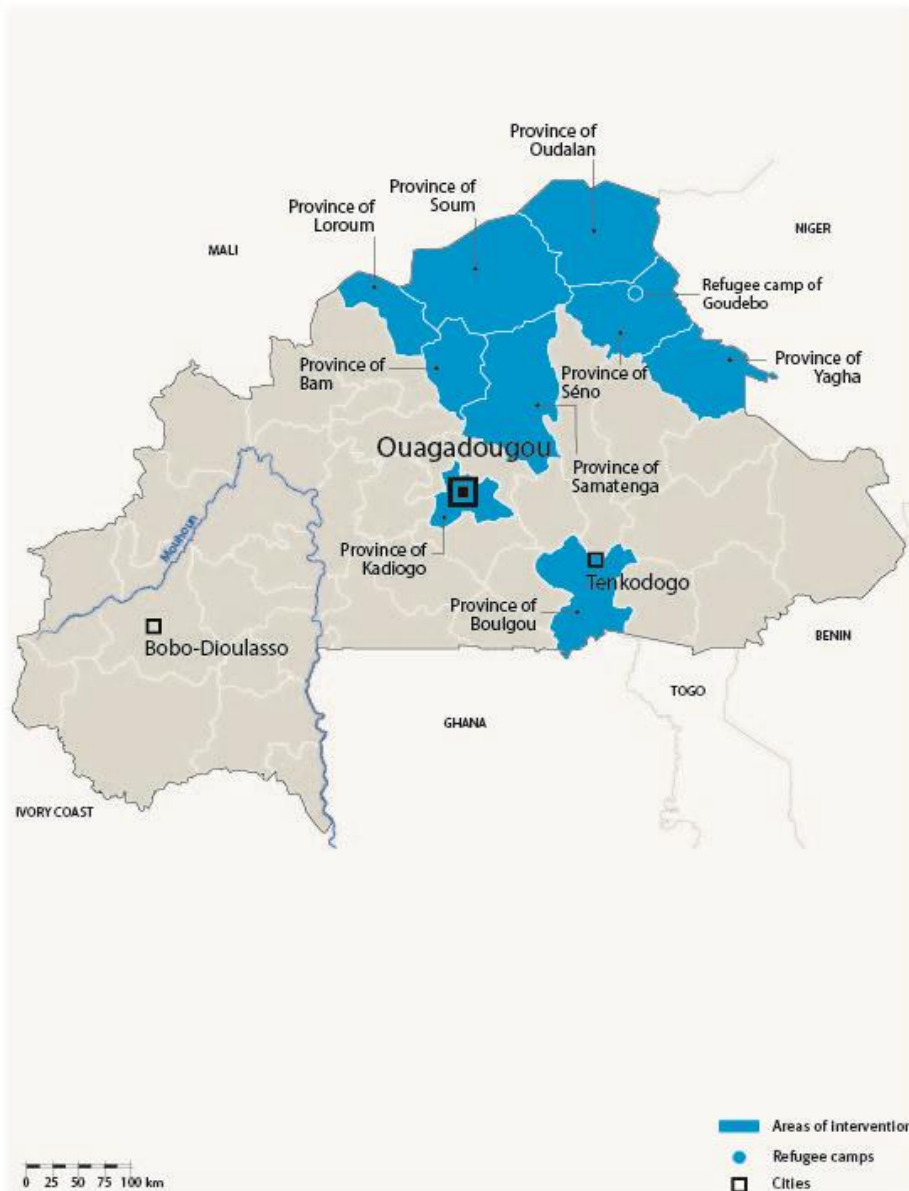 Province of
Oudalan
Province of
Soum
Province of
Loroum
MALI
NIGER
Refugee camp of
Goudebo
Province of
Bam
Province of
Séno
Province of
Yagha
Ouagadougou
Province of
Samatenga
Mouhoun
Province of
Kadiogo
Tenkodogo
Province of
Boulgou
Bobo-Dioulasso
BENIN
TOGO
GHANA
IVORY COAST
Areas of intervention
Refugee camps
Cities
0 25 50 75 100 km